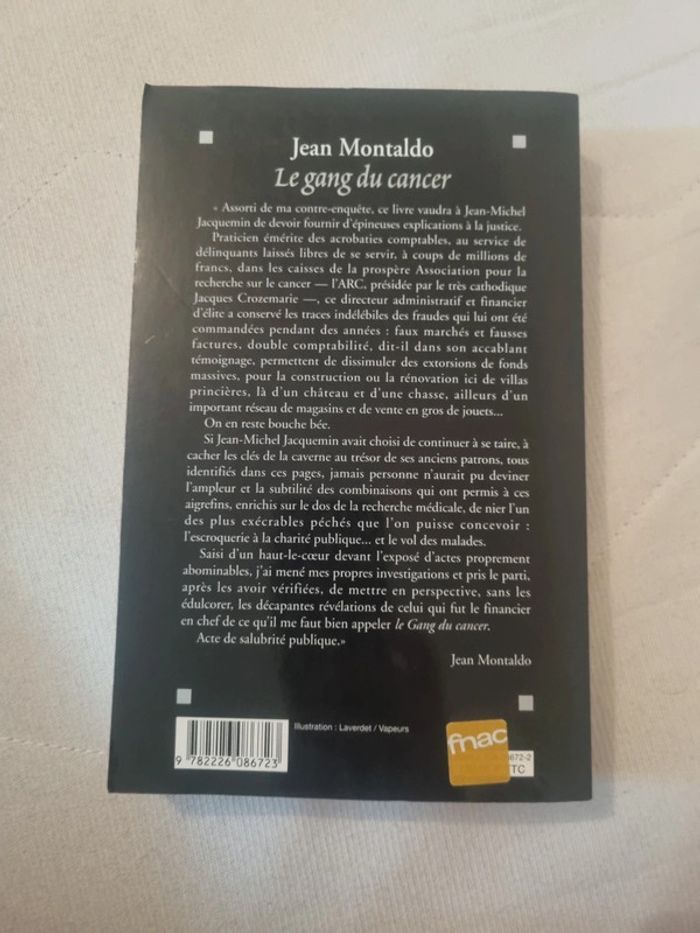 Jean Montaldo
Le gang du cancer
« Assorti de ma contre-enquête, ce livre vaudra à Jean-Michel
Jacquemin de devoir fournir d'épineuses explications à la justice.
Praticien émérite des acrobaties comptables, au service de
délinquants laissés libres de se servir, à coups de millions de
francs, dans les caisses de la prospère Association pour la
recherche sur le cancer — l'ARC, présidée par le très cathodique
Jacques Crozemarie —, ce directeur administratif et financier
d'élite a conservé les traces indélébiles des fraudes qui lui ont été
commandées pendant des années : faux marchés et fausses
factures, double comptabilité, dit-il dans son accablant
témoignage, permettent de dissimuler des extorsions de fonds
massives, pour la construction ou la rénovation ici de villas
princières, là d'un château et d'une chasse, ailleurs d'un
important réseau de magasins et de vente en gros de jouets...
On en reste bouche bée.
Si Jean-Michel Jacquemin avait choisi de continuer à se taire, à
cacher les clés de la caverne au trésor de ses anciens patrons, tous
identifiés dans ces pages, jamais personne n'aurait pu deviner
l'ampleur et la subtilité des combinaisons qui ont permis à ces
aigrefins, enrichis sur le dos de la recherche médicale, de nier l'un
des plus exécrables péchés que l'on puisse concevoir :
l'escroquerie à la charité publique... et le vol des malades.
Saisi d'un haut-le-cœur devant l'exposé d'actes proprement
abominables, j'ai mené mes propres investigations et pris le parti,
après les avoir vérifiées, de mettre en perspective, sans les
édulcorer, les décapantes révélations de celui qui fut le financier
en chef de ce qu'il me faut bien appeler le Gang du cancer.
Acte de salubrité publique.»
Jean Montaldo
Illustration : Laverdet / Vapeurs
fnac
672-2
TTC
9 782226 086723